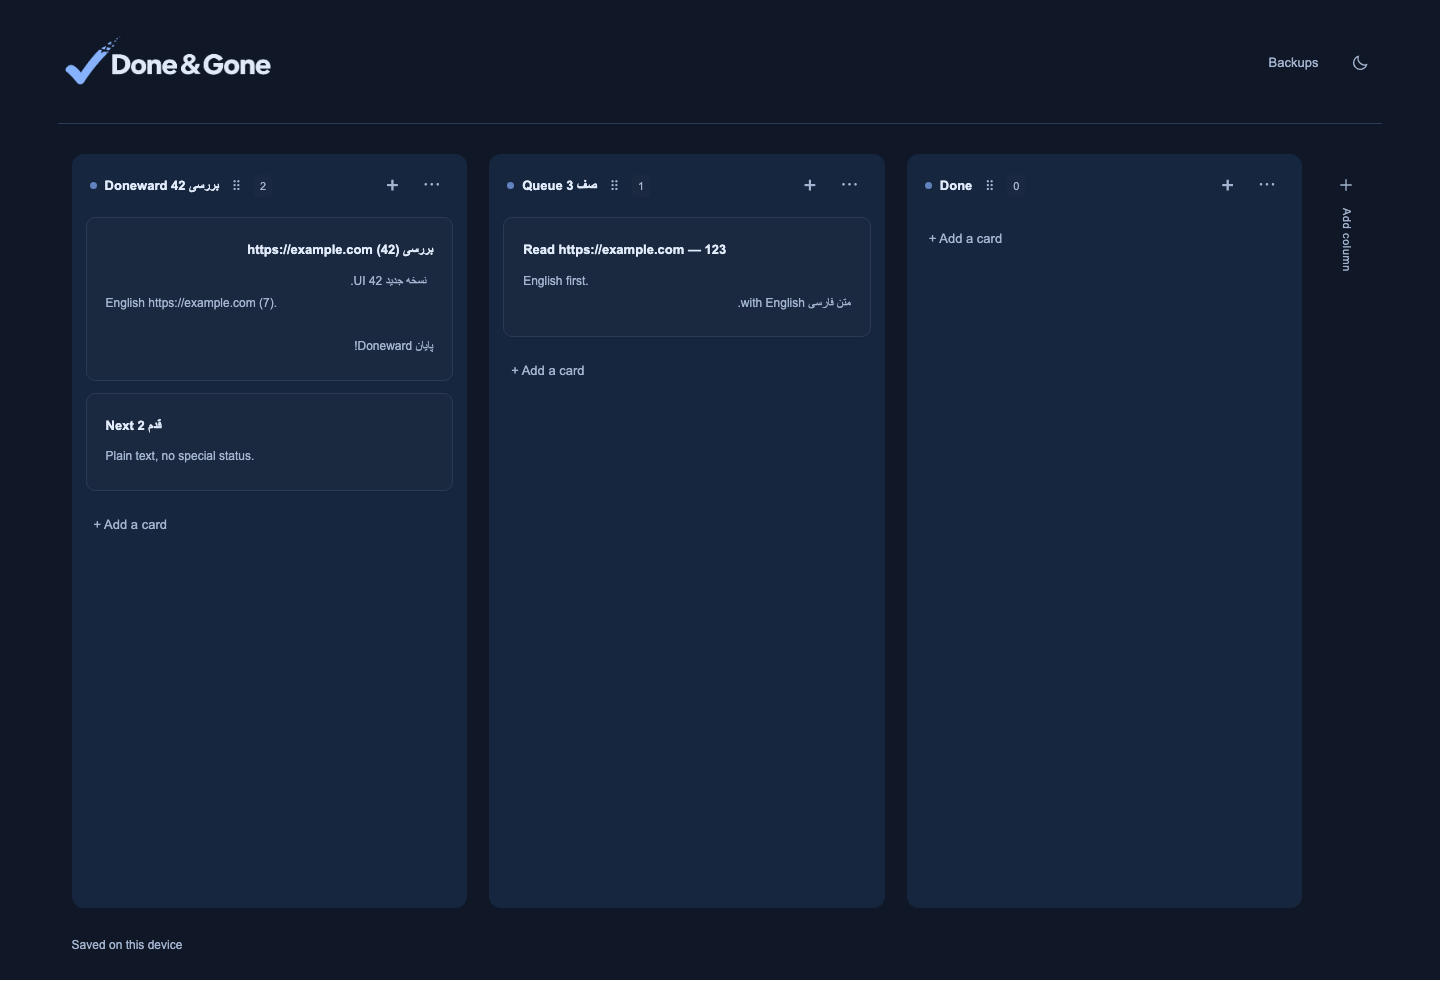 Done & Gone
Backups
بررسی Doneward 42
2
+
···
بررسی (42) https://example.com
نسخه جدید UI 42.
English https://example.com (7).
پایان Doneward!
Next 2 قدم
Plain text, no special status.
+ Add a card
Queue 3 صف
1
+
···
Read https://example.com — 123
English first.
متن فارسی with English.
+ Add a card
Done
0
+
···
+ Add a card
+
Add column
Saved on this device